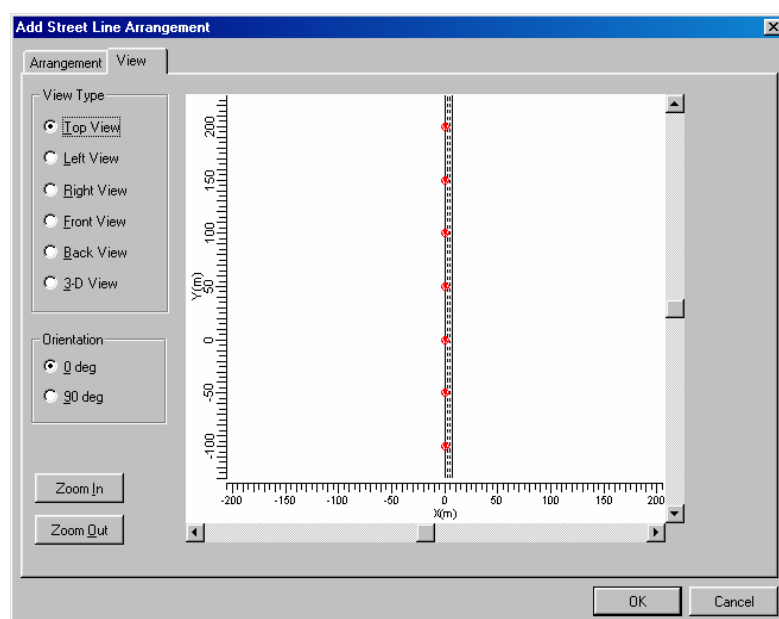 Add Street Line Arrangement
Arrangement View
View Type
Top View
Left View
Right View
Front View
Back View
3-D View
Orientation
0 deg
90 deg
Zoom In
Zoom Out
200
150
100
50
0
-50
-100
Y(m)
-200 -150 -100 -50 0 50 100 150 200
X(m)
OK Cancel